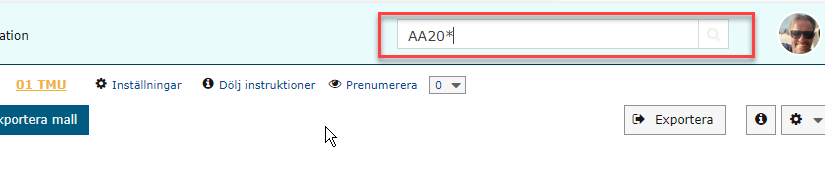 ation
AA20*
01 TMU Inställningar Dölj instruktioner Prenumerera 0
xportera mall Exportera